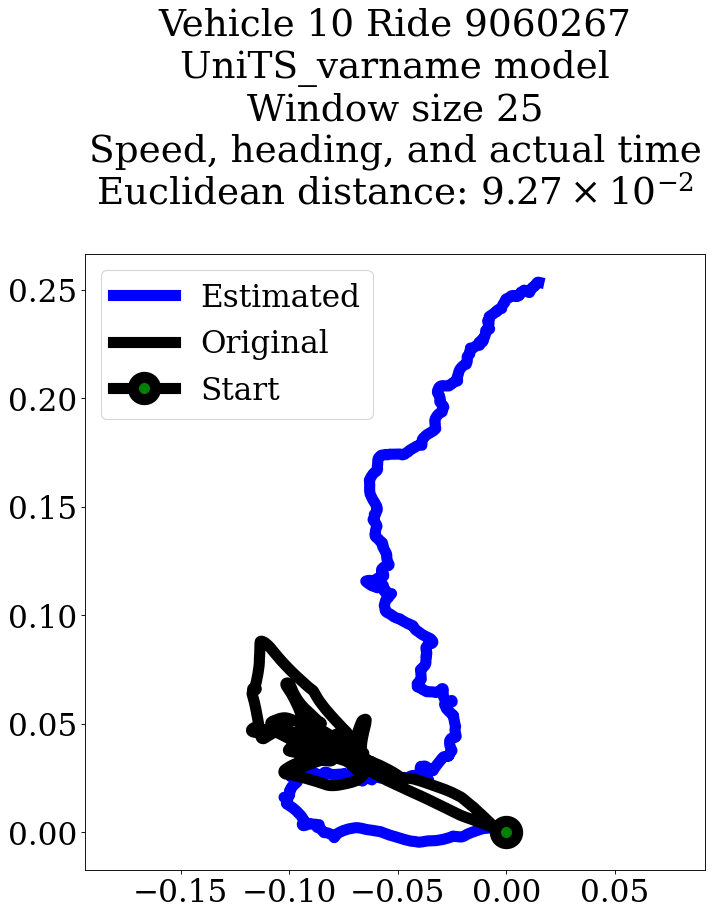 Vehicle 10 Ride 9060267
UniTS_varname model
Window size 25
Speed, heading, and actual time
Euclidean distance: 9.27 × 10⁻²
Estimated
Original
Start
0.25
0.20
0.15
0.10
0.05
0.00
−0.15 −0.10 −0.05 0.00 0.05